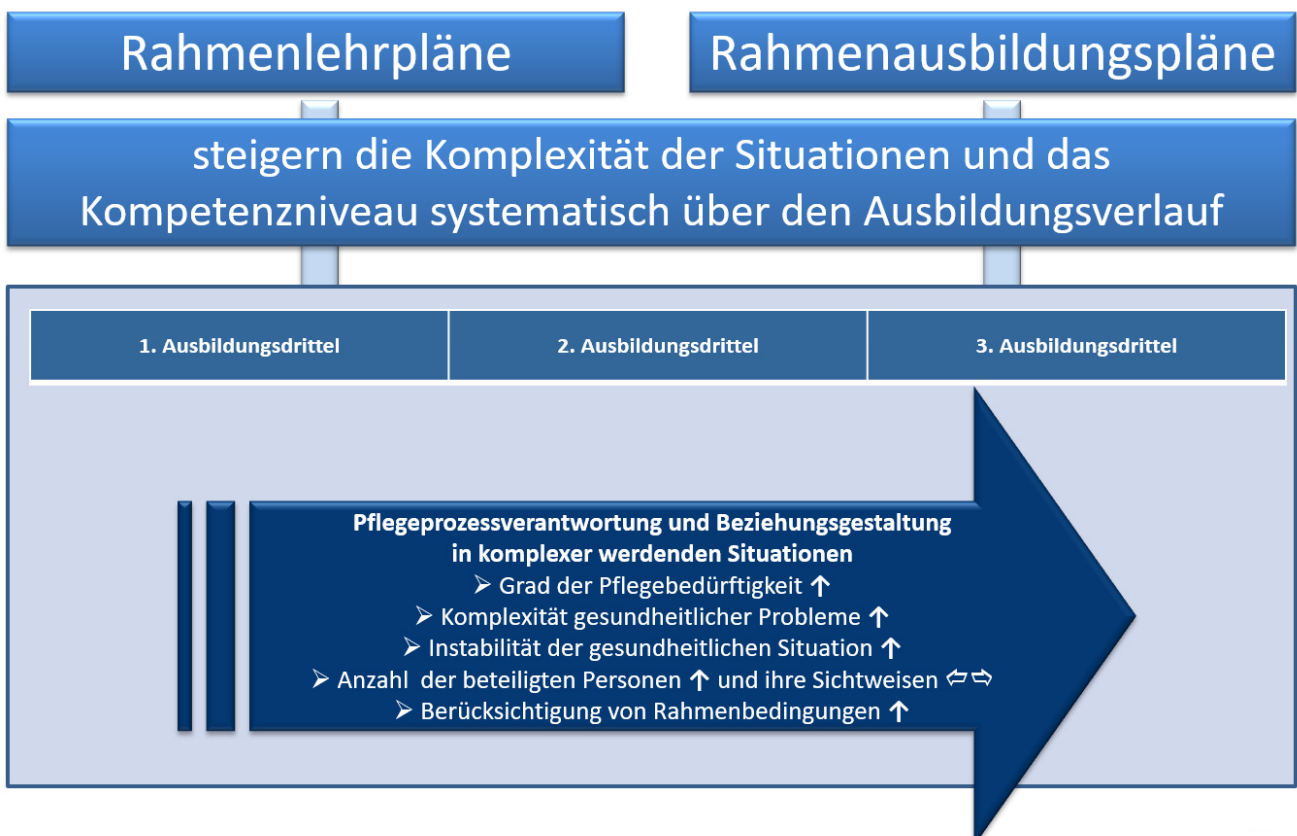 Rahmenlehrpläne
Rahmenausbildungspläne
steigern die Komplexität der Situationen und das
Kompetenzniveau systematisch über den Ausbildungsverlauf
1. Ausbildungsdrittel
2. Ausbildungsdrittel
3. Ausbildungsdrittel
Pflegeprozessverantwortung und Beziehungsgestaltung
in komplexer werdenden Situationen
➢ Grad der Pflegebedürftigkeit ↑
➢ Komplexität gesundheitlicher Probleme ↑
➢ Instabilität der gesundheitlichen Situation ↑
➢ Anzahl der beteiligten Personen ↑ und ihre Sichtweisen ⇦⇨
➢ Berücksichtigung von Rahmenbedingungen ↑